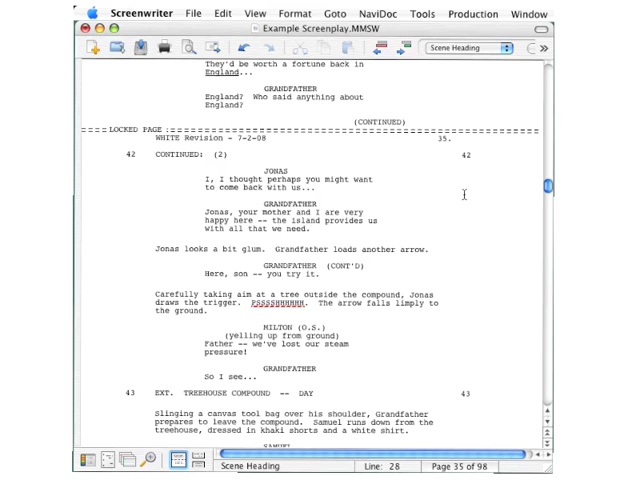 Screenwriter File Edit View Format Goto NaviDoc Tools Production Window
Example Screenplay.MMSW
Scene Heading
They'd be worth a fortune back in
England...
GRANDFATHER
England? Who said anything about
England?
(CONTINUED)
LOCKED PAGE :
WHITE Revision - 7-2-08 35.
42 CONTINUED: (2) 42
JONAS
I, I thought perhaps you might want
to come back with us...
GRANDFATHER
Jonas, your mother and I are very
happy here -- the island provides us
with all that we need.
Jonas looks a bit glum. Grandfather loads another arrow.
GRANDFATHER (CONT'D)
Here, son -- you try it.
Carefully taking aim at a tree outside the compound, Jonas
draws the trigger. PSSSSHHHHHH. The arrow falls limply to
the ground.
MILTON (O.S.)
(yelling up from ground)
Father -- we've lost our steam
pressure!
GRANDFATHER
So I see...
43 EXT. TREEHOUSE COMPOUND -- DAY 43
Slinging a canvas tool bag over his shoulder, Grandfather
prepares to leave the compound. Samuel runs down from the
treehouse, dressed in khaki shorts and a white shirt.
Scene Heading Line: 28 Page 35 of 98